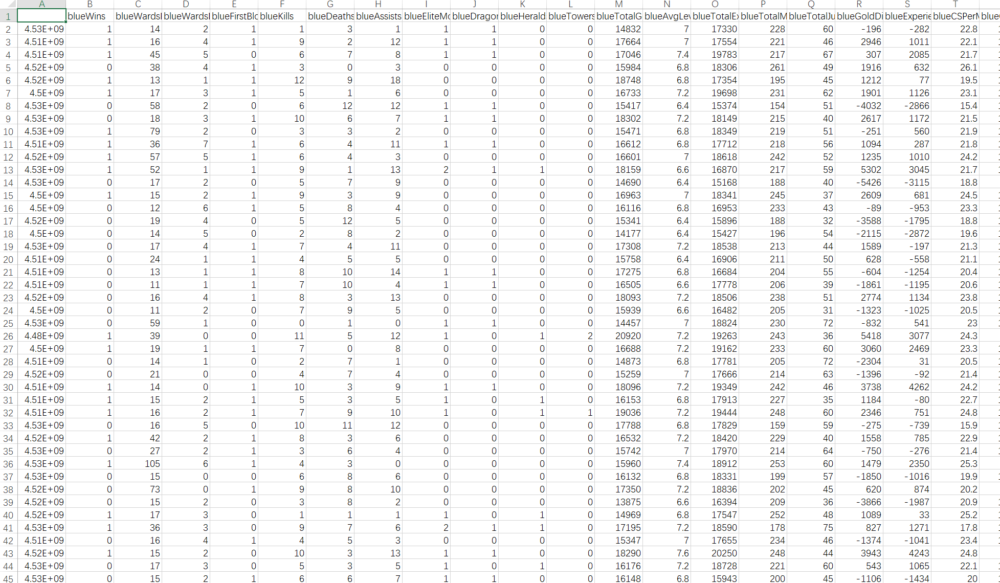 A B C D E F G H I J K L M N O P Q R S T
1 blueWins blueWardsl blueWardsl blueFirstBlo blueKills blueDeaths blueAssists blueEliteMo blueDragor blueHerald blueTowers blueTotalG blueAvgLev blueTotalEx blueTotalM blueTotalJu blueGoldDi blueExperie blueCSPerM blue
2 4.53E+09 1 14 2 1 1 3 1 1 1 0 0 14832 7 17330 228 60 -196 -282 22.8
3 4.51E+09 1 16 4 1 9 2 12 1 1 0 0 17664 7 17554 221 46 2946 1011 22.1
4 4.51E+09 1 45 5 0 6 7 8 1 1 0 0 17046 7.4 19783 217 67 307 2085 21.7
5 4.52E+09 0 38 4 1 3 0 3 0 0 0 0 15984 6.8 18306 261 49 1916 632 26.1
6 4.52E+09 1 13 1 1 12 9 18 0 0 0 0 18748 6.8 17354 195 45 1212 77 19.5
7 4.5E+09 1 17 3 1 5 1 6 0 0 0 0 16733 7.2 19698 231 62 1901 1126 23.1
8 4.53E+09 0 58 2 0 6 12 12 1 1 0 0 15417 6.4 15374 154 51 -4032 -2866 15.4
9 4.53E+09 0 18 3 1 10 6 7 1 1 0 0 18302 7.2 18149 215 40 2617 1172 21.5
10 4.53E+09 1 79 2 0 3 3 2 0 0 0 0 15471 6.8 18349 219 51 -251 560 21.9
11 4.51E+09 1 36 7 1 6 4 11 1 1 0 0 16612 6.8 17712 218 56 1094 287 21.8
12 4.52E+09 1 57 5 1 6 4 3 0 0 0 0 16601 7 18618 242 52 1235 1010 24.2
13 4.53E+09 1 52 1 1 9 1 13 2 1 1 0 18159 6.6 16870 217 59 5302 3045 21.7
14 4.53E+09 0 17 2 0 5 7 9 0 0 0 0 14690 6.4 15168 188 40 -5426 -3115 18.8
15 4.5E+09 1 15 2 1 9 3 9 0 0 0 0 16963 7 18341 245 37 2609 681 24.5
16 4.5E+09 0 12 6 1 5 8 4 0 0 0 0 16116 6.8 16953 233 43 -89 -953 23.3
17 4.52E+09 0 19 4 0 5 12 5 0 0 0 0 15341 6.4 15896 188 32 -3588 -1795 18.8
18 4.5E+09 0 14 5 0 2 8 2 0 0 0 0 14177 6.4 15427 196 54 -2115 -2872 19.6
19 4.53E+09 0 17 4 1 7 4 11 0 0 0 0 17308 7.2 18538 213 44 1589 -197 21.3
20 4.51E+09 0 24 1 1 4 5 5 0 0 0 0 15758 6.4 16906 211 50 628 -558 21.1
21 4.51E+09 0 13 1 1 8 10 14 1 1 0 0 17275 6.8 16684 204 55 -604 -1254 20.4
22 4.51E+09 0 11 1 1 7 10 4 1 1 0 0 16505 6.6 17778 206 39 -1861 -1195 20.6
23 4.52E+09 0 16 4 1 8 3 13 0 0 0 0 18093 7.2 18506 238 51 2774 1134 23.8
24 4.5E+09 0 11 2 0 7 9 5 0 0 0 0 15939 6.6 16482 205 31 -1323 -1025 20.5
25 4.53E+09 0 59 1 0 0 1 0 1 1 0 0 14457 7 18824 230 72 -832 541 23
26 4.48E+09 1 39 0 0 11 5 12 1 0 1 2 20920 7.2 19263 243 36 5418 3077 24.3
27 4.5E+09 1 19 1 1 7 0 8 0 0 0 0 16688 7.2 19162 233 60 3060 2469 23.3
28 4.51E+09 0 14 1 0 2 7 1 0 0 0 0 14873 6.8 17781 205 72 -2304 31 20.5
29 4.52E+09 0 21 0 0 4 7 4 0 0 0 0 15259 7 17666 214 63 -1396 -92 21.4
30 4.51E+09 1 14 0 1 10 3 9 1 1 0 0 18096 7.2 19349 242 46 3738 4262 24.2
31 4.51E+09 1 15 2 1 5 3 5 1 0 1 0 16153 6.8 17913 227 35 1184 -80 22.7
32 4.51E+09 1 16 2 1 7 9 10 1 0 1 1 19036 7.2 19444 248 60 2346 751 24.8
33 4.53E+09 0 16 5 0 10 11 12 0 0 0 0 17788 6.8 17829 159 59 -275 -739 15.9
34 4.52E+09 1 42 2 1 8 3 6 0 0 0 0 16532 7.2 18420 229 40 1558 785 22.9
35 4.53E+09 0 27 2 1 3 6 4 0 0 0 0 15742 7 17970 214 64 -750 -276 21.4
36 4.53E+09 1 105 6 1 4 3 0 0 0 0 0 15960 7.4 18912 253 60 1479 2350 25.3
37 4.53E+09 0 15 0 0 6 8 6 0 0 0 0 16132 6.8 18331 199 57 -1850 -1016 19.9
38 4.52E+09 0 73 0 1 9 8 10 0 0 0 0 17350 7.2 18836 202 45 620 874 20.2
39 4.52E+09 0 15 2 0 3 8 2 0 0 0 0 13875 6.6 16394 209 36 -3866 -1987 20.9
40 4.52E+09 1 17 3 0 1 1 1 1 0 1 0 14969 6.8 17547 252 48 1089 33 25.2
41 4.53E+09 1 36 3 0 9 7 6 2 1 1 0 17195 7.2 18590 178 75 827 1271 17.8
42 4.51E+09 0 16 4 1 4 5 3 0 0 0 0 15347 7 17655 234 46 -1374 -1041 23.4
43 4.52E+09 1 15 2 0 10 3 13 1 1 0 0 18290 7.6 20250 248 44 3943 4243 24.8
44 4.53E+09 0 17 3 0 5 3 5 1 0 1 0 16176 7.2 18728 221 60 543 1065 22.1
45 4.53E+09 0 15 2 1 6 6 7 1 1 0 0 16148 6.8 15943 200 45 -1106 -1434 20